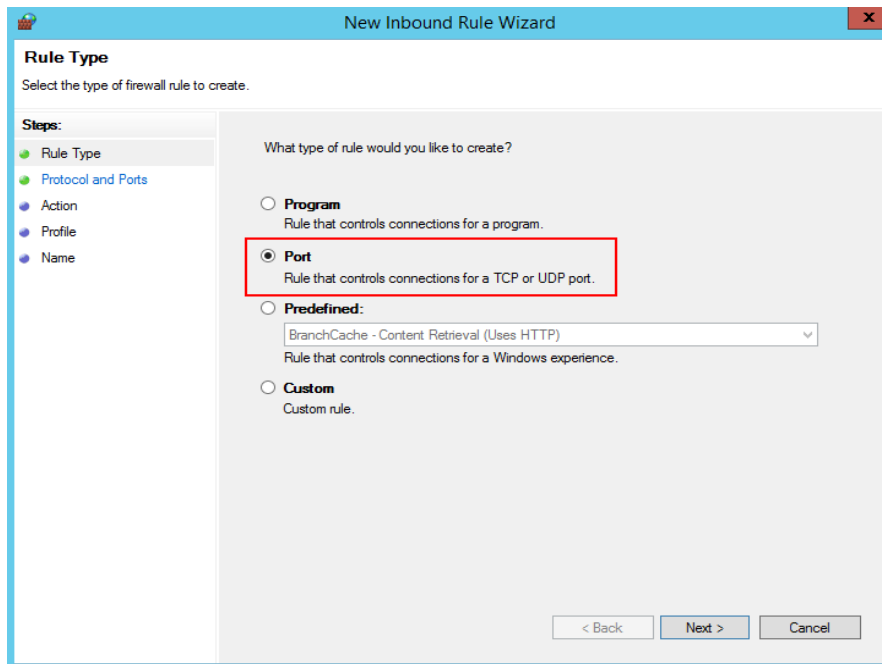 New Inbound Rule Wizard
x
Rule Type
Select the type of firewall rule to create.
Steps:
Rule Type
Protocol and Ports
Action
Profile
Name
What type of rule would you like to create?
Program
Rule that controls connections for a program.
Port
Rule that controls connections for a TCP or UDP port.
Predefined:
BranchCache - Content Retrieval (Uses HTTP)
Rule that controls connections for a Windows experience.
Custom
Custom rule.
< Back
Next >
Cancel